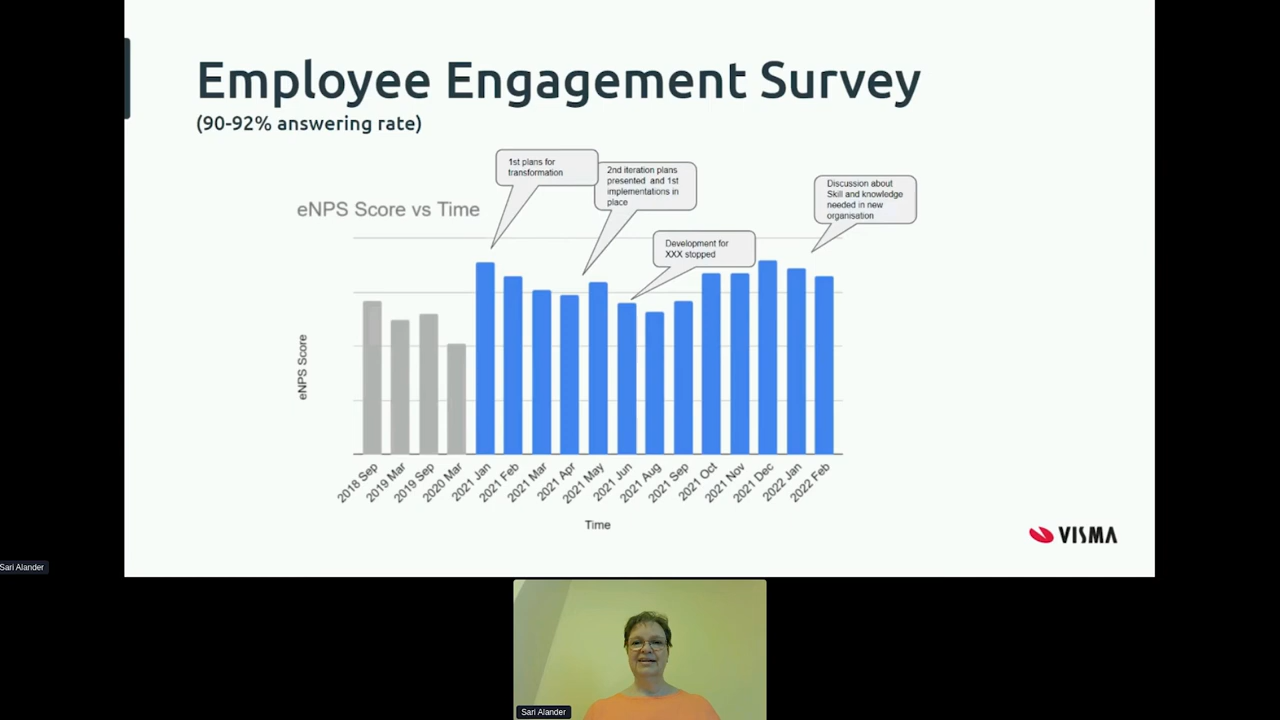 Employee Engagement Survey
(90-92% answering rate)
1st plans for
transformation
2nd iteration plans
presented and 1st
implementations in
place
Discussion about
Skill and knowledge
needed in new
organisation
eNPS Score vs Time
Development for
XXX stopped
eNPS Score
2018 Sep
2019 Mar
2019 Sep
2020 Mar
2021 Jan
2021 Feb
2021 Mar
2021 Apr
2021 May
2021 Jun
2021 Aug
2021 Sep
2021 Oct
2021 Nov
2021 Dec
2022 Jan
2022 Feb
Time
VISMA
Sari Alander
Sari Alander